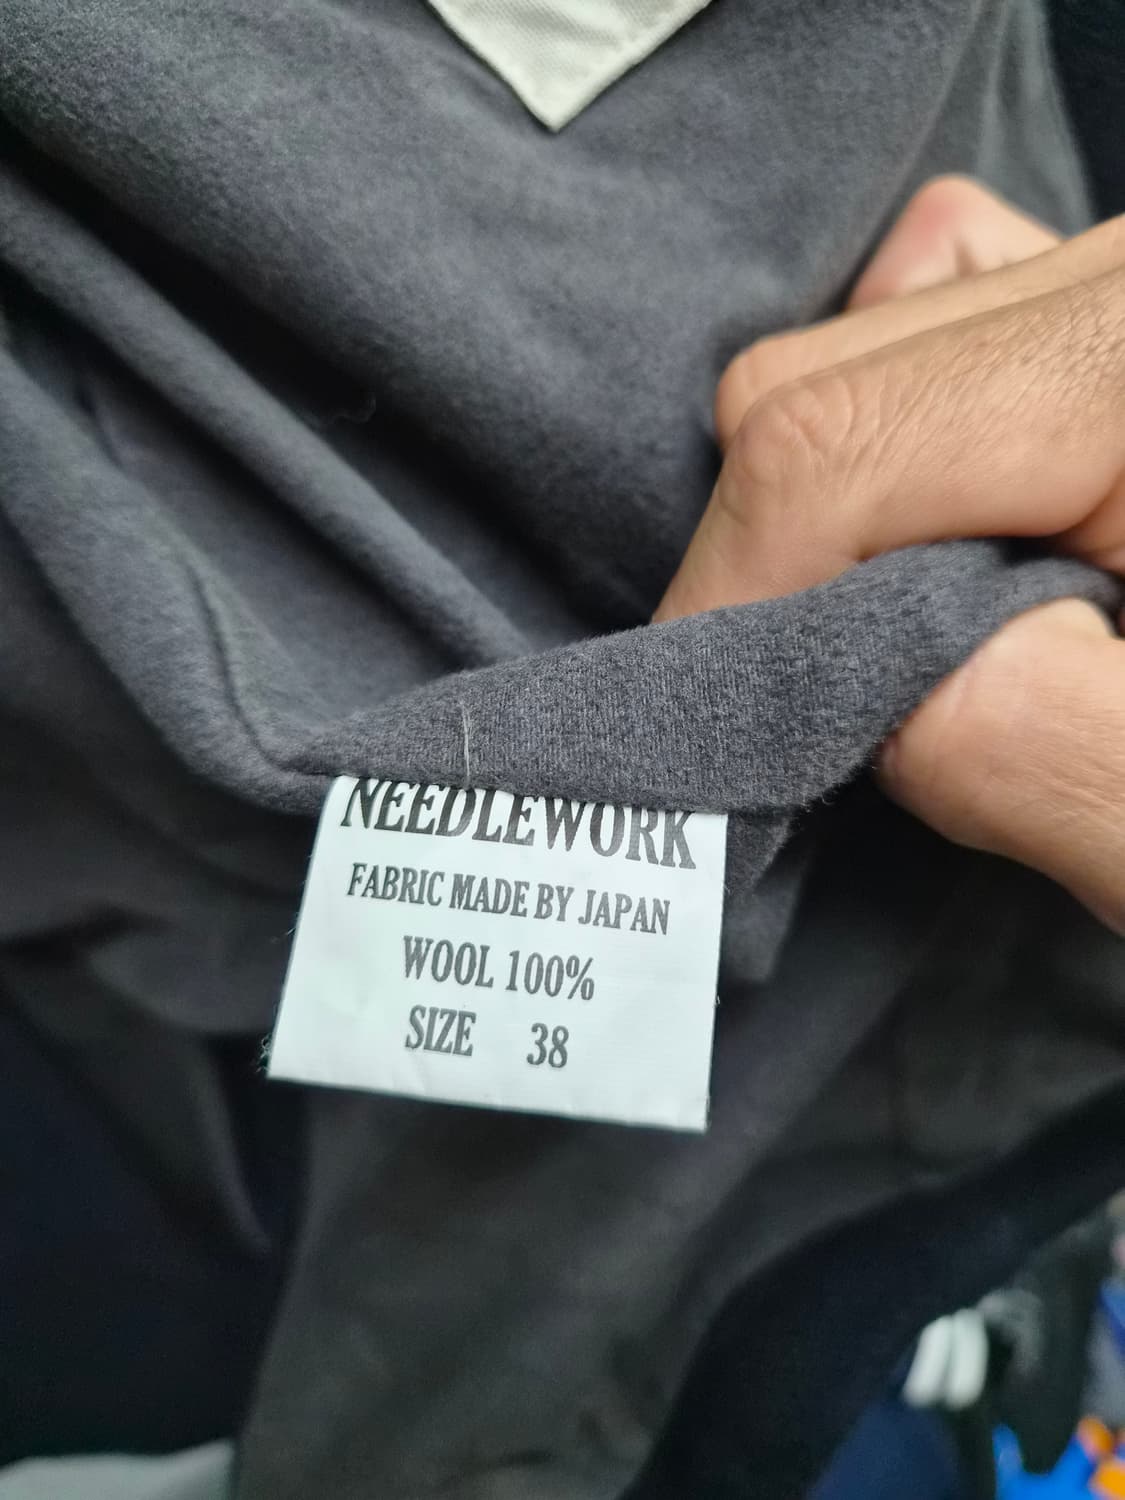 NEEDLEWORK
FABRIC MADE BY JAPAN
WOOL 100%
SIZE 38